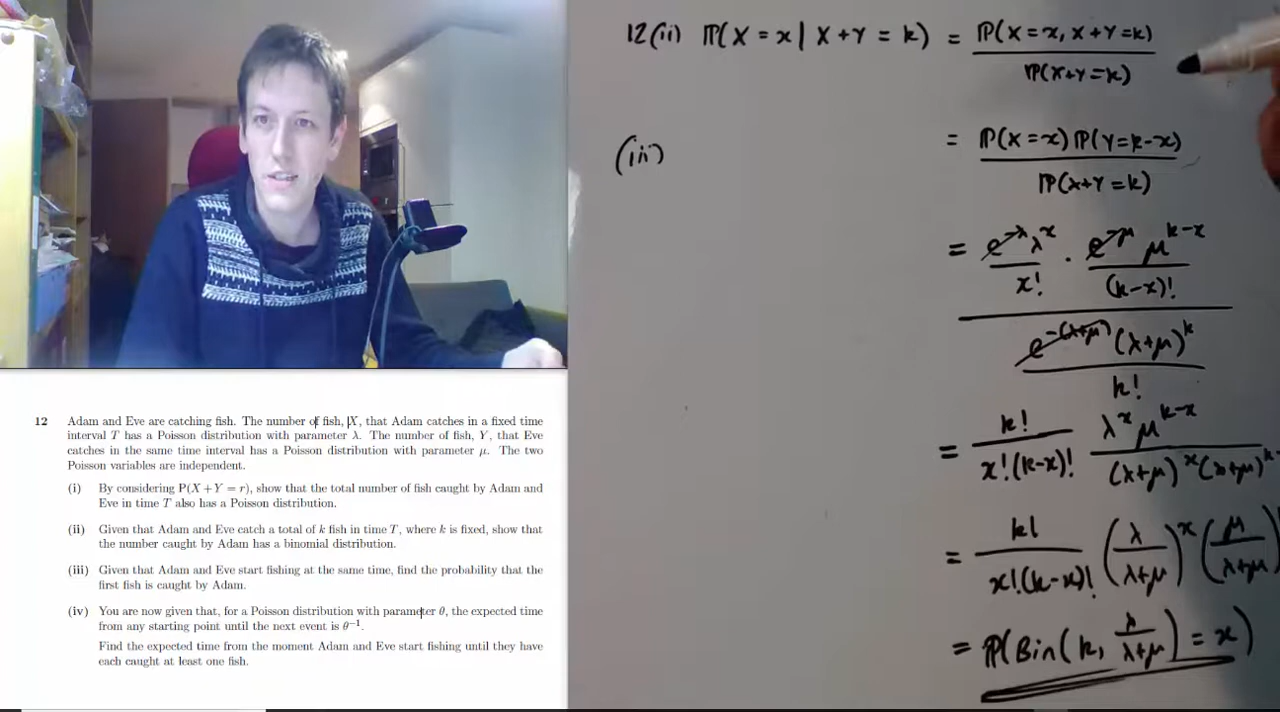 12(ii) P(X = x | X + Y = k) = P(X = x, X + Y = k)
P(X+Y = k)
(iii)
= P(X = x) P(Y = k-x)
P(X+Y = k)
= e^-λ λ^x / x! . e^-μ μ^k-x / (k-x)!
e^-(λ+μ) (λ+μ)^k
k!
= k! / x!(k-x)! λ^x μ^k-x / (λ+μ)^x (λ+μ)^k-
= k! / x!(k-x)! (λ / λ+μ)^x (μ / λ+μ)
= P(Bin(k, λ / λ+μ) = x)
12 Adam and Eve are catching fish. The number of fish, X, that Adam catches in a fixed time
interval T has a Poisson distribution with parameter λ. The number of fish, Y, that Eve
catches in the same time interval has a Poisson distribution with parameter μ. The two
Poisson variables are independent.
(i) By considering P(X + Y = r), show that the total number of fish caught by Adam and
Eve in time T also has a Poisson distribution.
(ii) Given that Adam and Eve catch a total of k fish in time T, where k is fixed, show that
the number caught by Adam has a binomial distribution.
(iii) Given that Adam and Eve start fishing at the same time, find the probability that the
first fish is caught by Adam.
(iv) You are now given that, for a Poisson distribution with parameter θ, the expected time
from any starting point until the next event is θ⁻¹.
Find the expected time from the moment Adam and Eve start fishing until they have
each caught at least one fish.